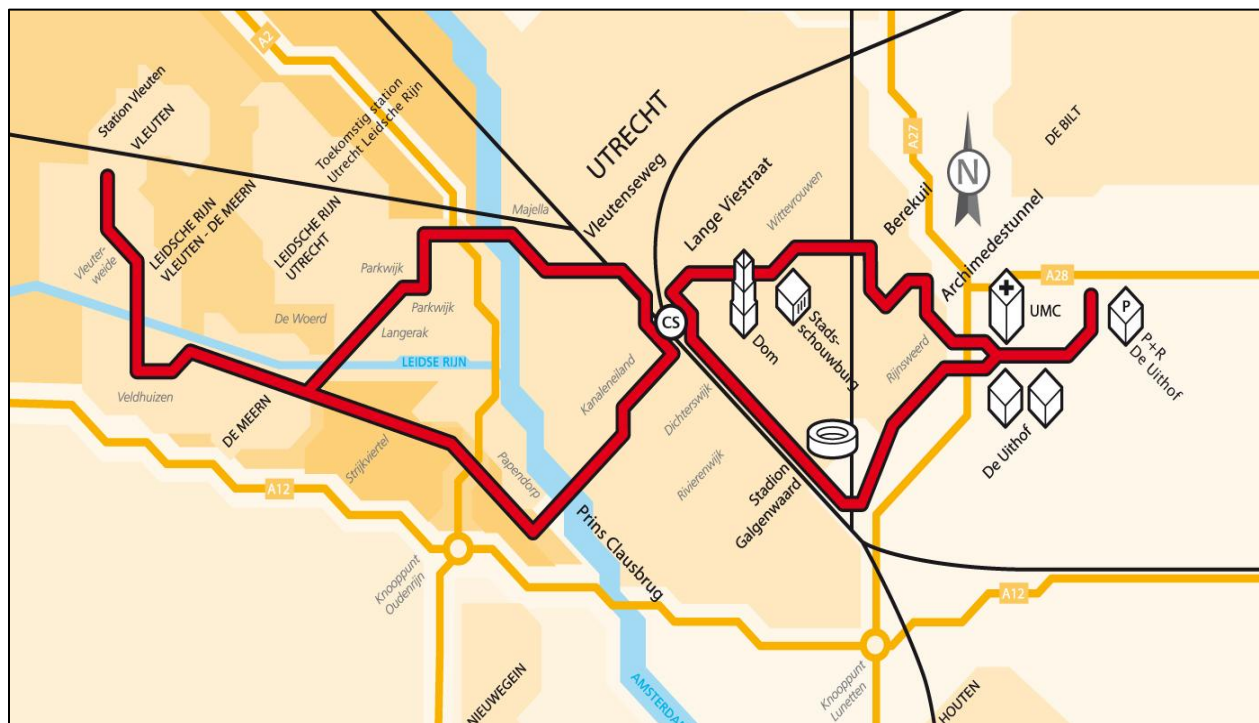 Station Vleuten
VLEUTEN
A2
Toekomstig station
Utrecht Leidsche Rijn
UTRECHT
Vleutenseweg
Majella
Lange Viestraat
Wittevrouwen
Berekuil
A27
N
Archimedestunnel
DE BILT
A28
Vleuter-
weide
LEIDSCHE RIJN
VLEUTEN - DE MEERN
LEIDSCHE RIJN
UTRECHT
Parkwijk
De Woerd
Parkwijk
Langerak
LEIDSE RIJN
CS
Dom
Stads-
schouwburg
UMC
P
P+R
De Uithof
De Uithof
Rijnsweerd
Veldhuizen
DE MEERN
Strijkviertel
Papendorp
Kanaleneiland
Dichterswijk
Rivierenwijk
Stadion
Galgenwaard
Prins Clausbrug
A12
Knooppunt
Oudenrijn
A12
Knooppunt
Lunetten
NIEUWEGEIN
HOUTEN